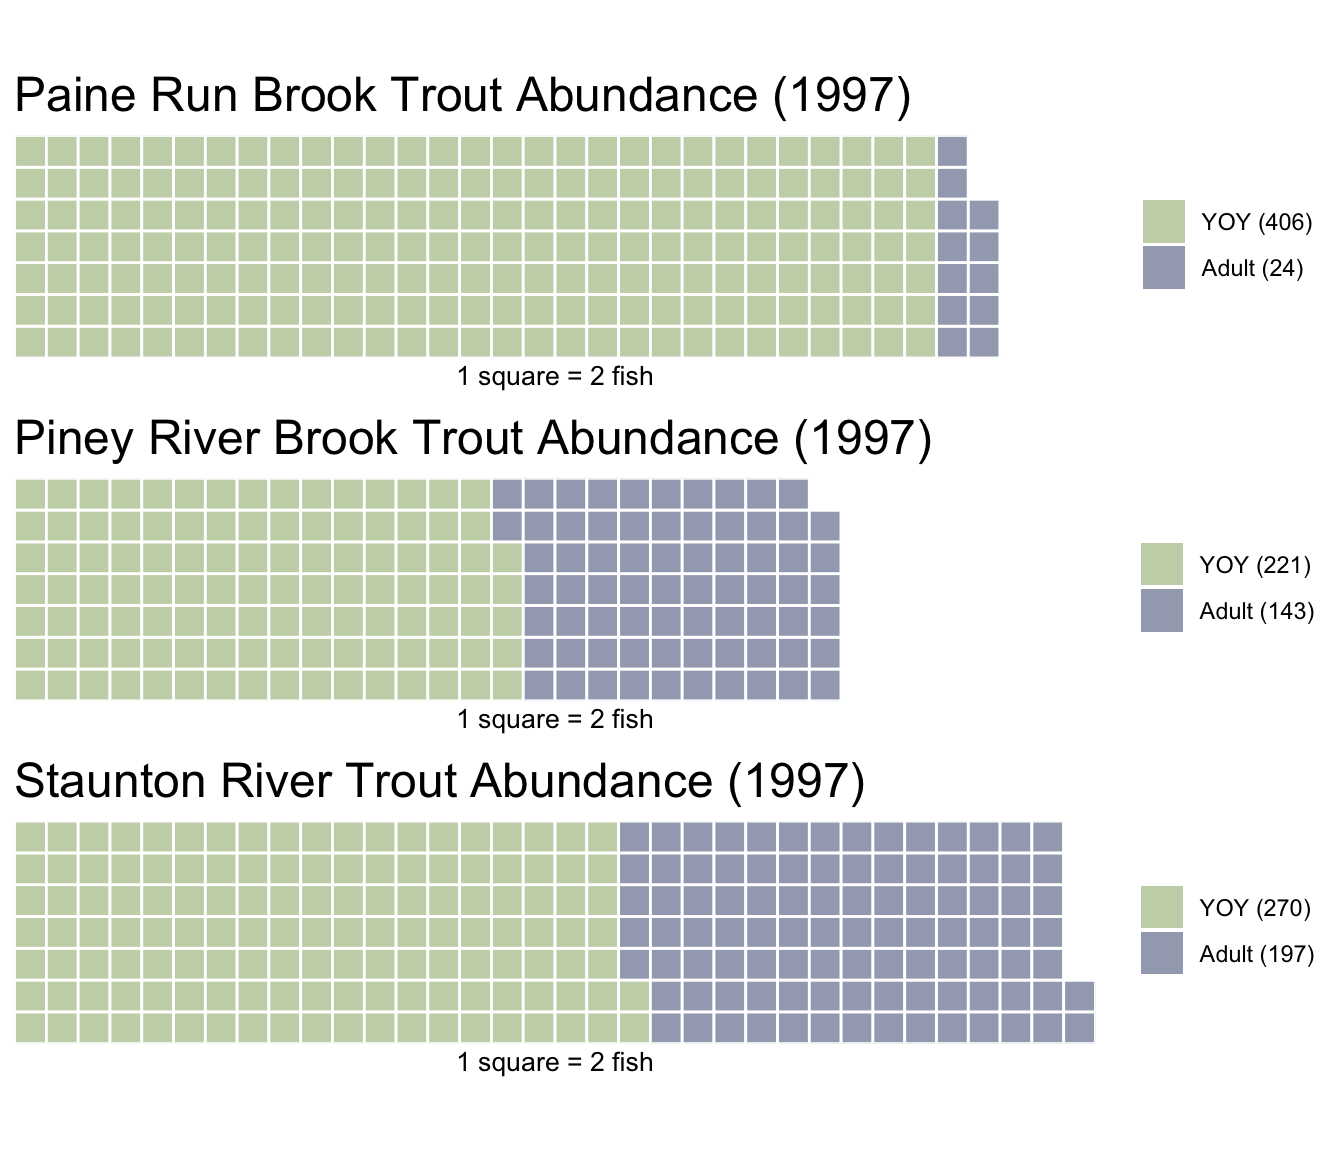 Paine Run Brook Trout Abundance (1997)
YOY (406)
Adult (24)
1 square = 2 fish
Piney River Brook Trout Abundance (1997)
YOY (221)
Adult (143)
1 square = 2 fish
Staunton River Trout Abundance (1997)
YOY (270)
Adult (197)
1 square = 2 fish